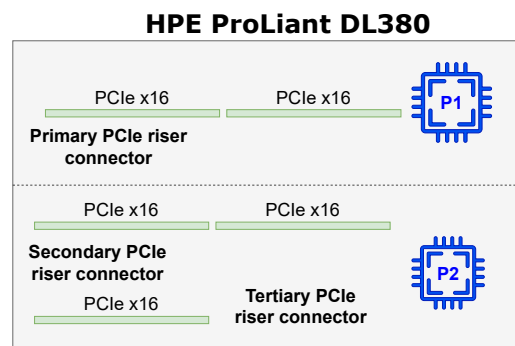 HPE ProLiant DL380
PCIe x16 PCIe x16
P1
Primary PCIe riser
connector
PCIe x16 PCIe x16
Secondary PCIe
riser connector
P2
PCIe x16
Tertiary PCIe
riser connector